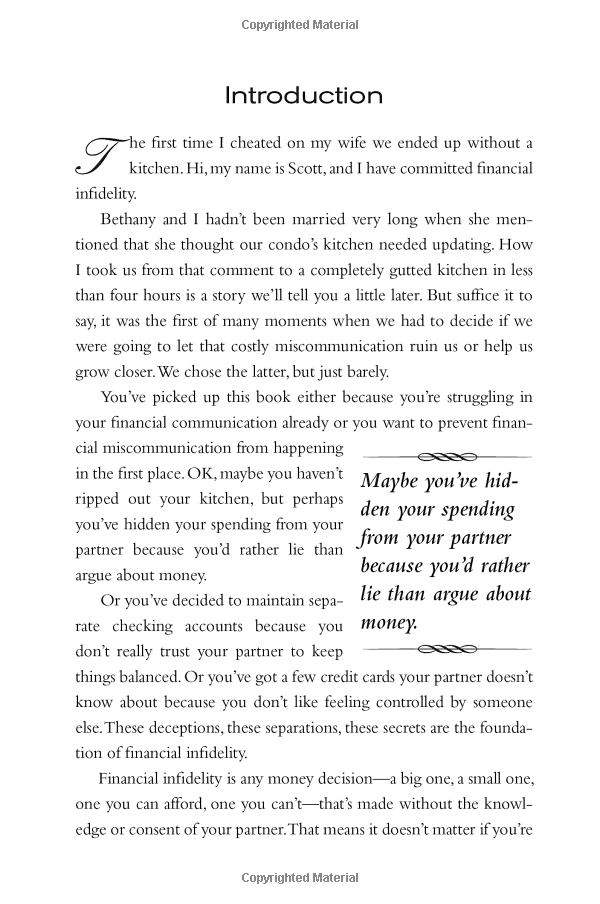 Copyrighted Material
Introduction
The first time I cheated on my wife we ended up without a
kitchen. Hi, my name is Scott, and I have committed financial
infidelity.
Bethany and I hadn't been married very long when she men-
tioned that she thought our condo's kitchen needed updating. How
I took us from that comment to a completely gutted kitchen in less
than four hours is a story we'll tell you a little later. But suffice it to
say, it was the first of many moments when we had to decide if we
were going to let that costly miscommunication ruin us or help us
grow closer. We chose the latter, but just barely.
You've picked up this book either because you're struggling in
your financial communication already or you want to prevent finan-
cial miscommunication from happening
in the first place. OK, maybe you haven't
ripped out your kitchen, but perhaps
you've hidden your spending from your
partner because you'd rather lie than
argue about money.
Or you've decided to maintain sepa-
rate checking accounts because you
don't really trust your partner to keep
things balanced. Or you've got a few credit cards your partner doesn't
know about because you don't like feeling controlled by someone
else. These deceptions, these separations, these secrets are the founda-
tion of financial infidelity.
Financial infidelity is any money decision—a big one, a small one,
one you can afford, one you can't—that's made without the knowl-
edge or consent of your partner. That means it doesn't matter if you're
Maybe you've hid-
den your spending
from your partner
because you'd rather
lie than argue about
money.
Copyrighted Material